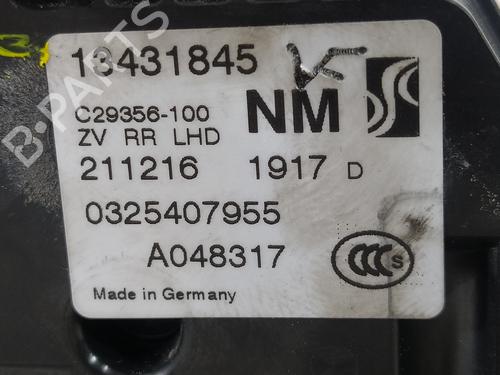 13431845
C29356-100
NM
ZV RR LHD
211216 1917 D
0325407955
A048317
CCC S
Made in Germany
B-PARTS